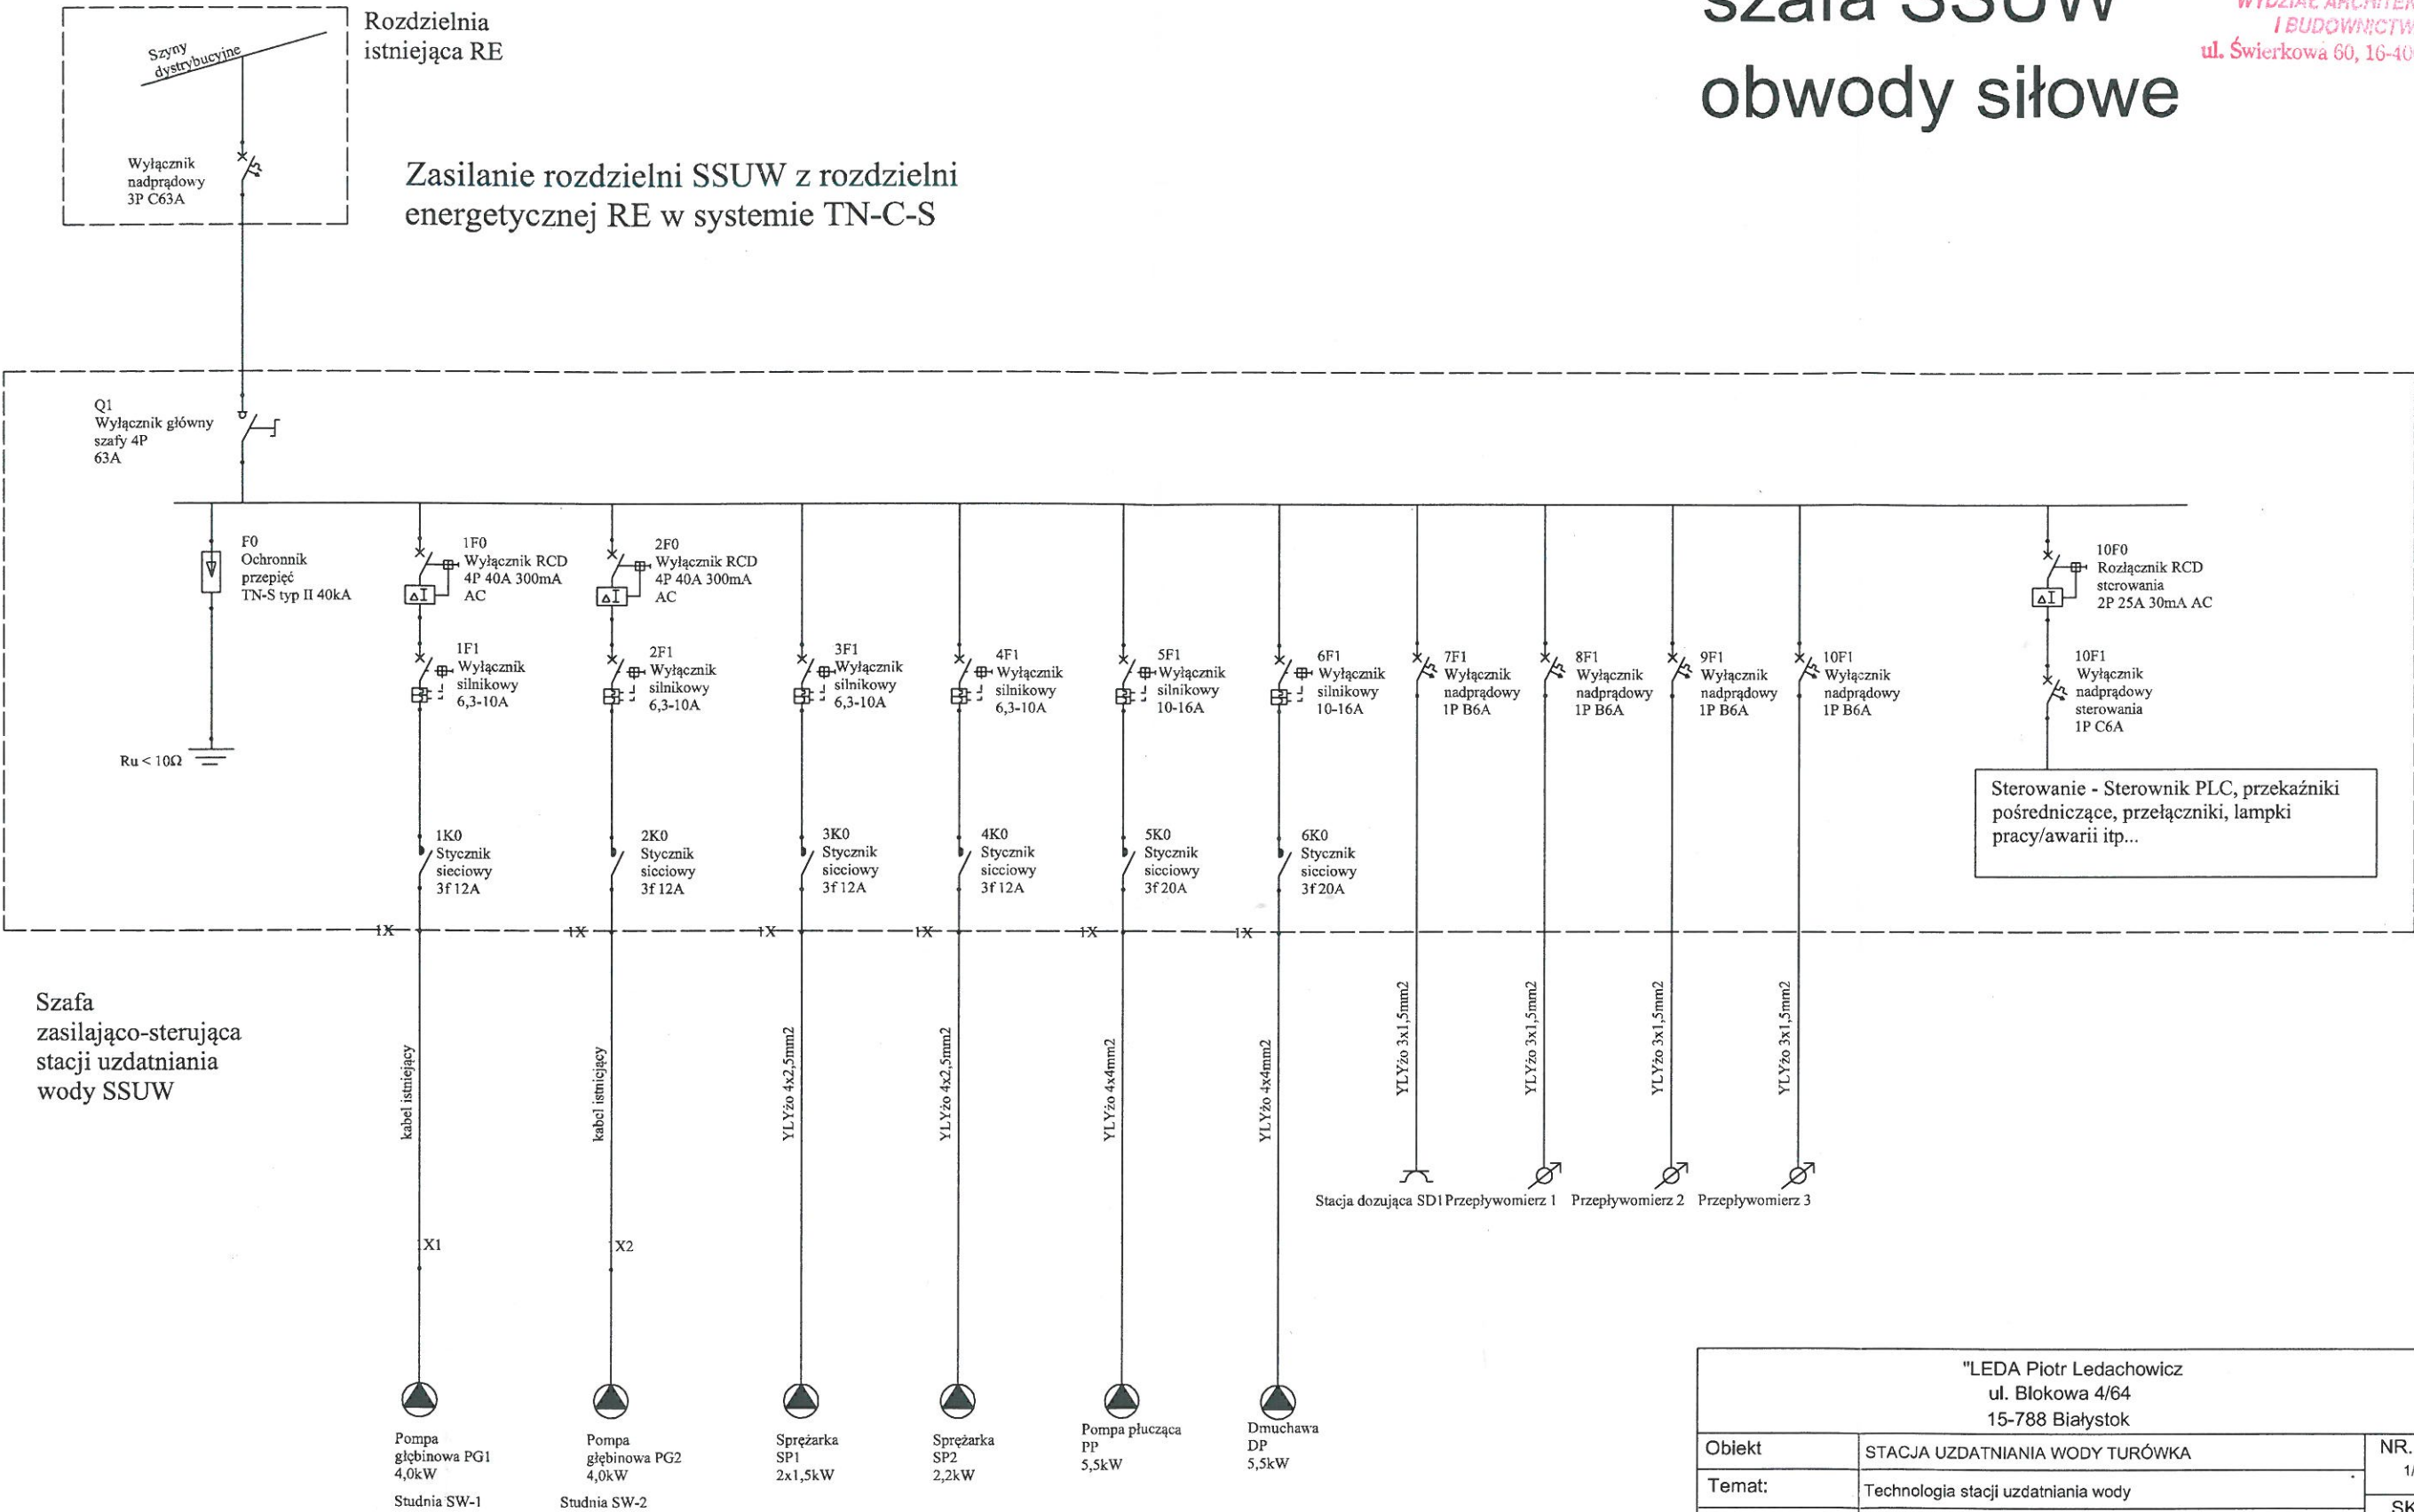 szafa SSUW
obwody siłowe
I BUDOWNICTW
ul. Świerkowa 60, 16-40
Rozdzielnia
istniejąca RE
Szyny
dystrybucyjne
Wyłącznik
nadprądowy
3P C63A
Zasilanie rozdzielni SSUW z rozdzielni
energetycznej RE w systemie TN-C-S
Q1
Wyłącznik główny
szafy 4P
63A
F0
Ochronnik
przepięć
TN-S typ II 40kA
Ru < 10Ω
1F0
Wyłącznik RCD
4P 40A 300mA
AC
ΔI
2F0
Wyłącznik RCD
4P 40A 300mA
AC
ΔI
10F0
Rozłącznik RCD
sterowania
2P 25A 30mA AC
ΔI
1F1
Wyłącznik
silnikowy
6,3-10A
2F1
Wyłącznik
silnikowy
6,3-10A
3F1
Wyłącznik
silnikowy
6,3-10A
4F1
Wyłącznik
silnikowy
6,3-10A
5F1
Wyłącznik
silnikowy
10-16A
6F1
Wyłącznik
silnikowy
10-16A
7F1
Wyłącznik
nadprądowy
1P B6A
8F1
Wyłącznik
nadprądowy
1P B6A
9F1
Wyłącznik
nadprądowy
1P B6A
10F1
Wyłącznik
nadprądowy
1P B6A
10F1
Wyłącznik
nadprądowy
sterowania
1P C6A
Sterowanie - Sterownik PLC, przekaźniki
pośredniczące, przełączniki, lampki
pracy/awarii itp...
1K0
Stycznik
sieciowy
3f 12A
2K0
Stycznik
sieciowy
3f 12A
3K0
Stycznik
sieciowy
3f 12A
4K0
Stycznik
sieciowy
3f 12A
5K0
Stycznik
sieciowy
3f 20A
6K0
Stycznik
sieciowy
3f 20A
1X
1X
1X
1X
1X
1X
Szafa
zasilająco-sterująca
stacji uzdatniania
wody SSUW
kabel istniejący
kabel istniejący
YLYżo 4x2,5mm2
YLYżo 4x2,5mm2
YLYżo 4x4mm2
YLYżo 4x4mm2
YLYżo 3x1,5mm2
YLYżo 3x1,5mm2
YLYżo 3x1,5mm2
YLYżo 3x1,5mm2
Stacja dozująca SD1
Przepływomierz 1
Przepływomierz 2
Przepływomierz 3
X1
X2
Pompa
głębinowa PG1
4,0kW
Studnia SW-1
Pompa
głębinowa PG2
4,0kW
Studnia SW-2
Sprężarka
SP1
2x1,5kW
Sprężarka
SP2
2,2kW
Pompa płucząca
PP
5,5kW
Dmuchawa
DP
5,5kW
"LEDA Piotr Ledachowicz
ul. Blokowa 4/64
15-788 Białystok
Obiekt
STACJA UZDATNIANIA WODY TURÓWKA
NR.
1/
Temat:
Technologia stacji uzdatniania wody
SK